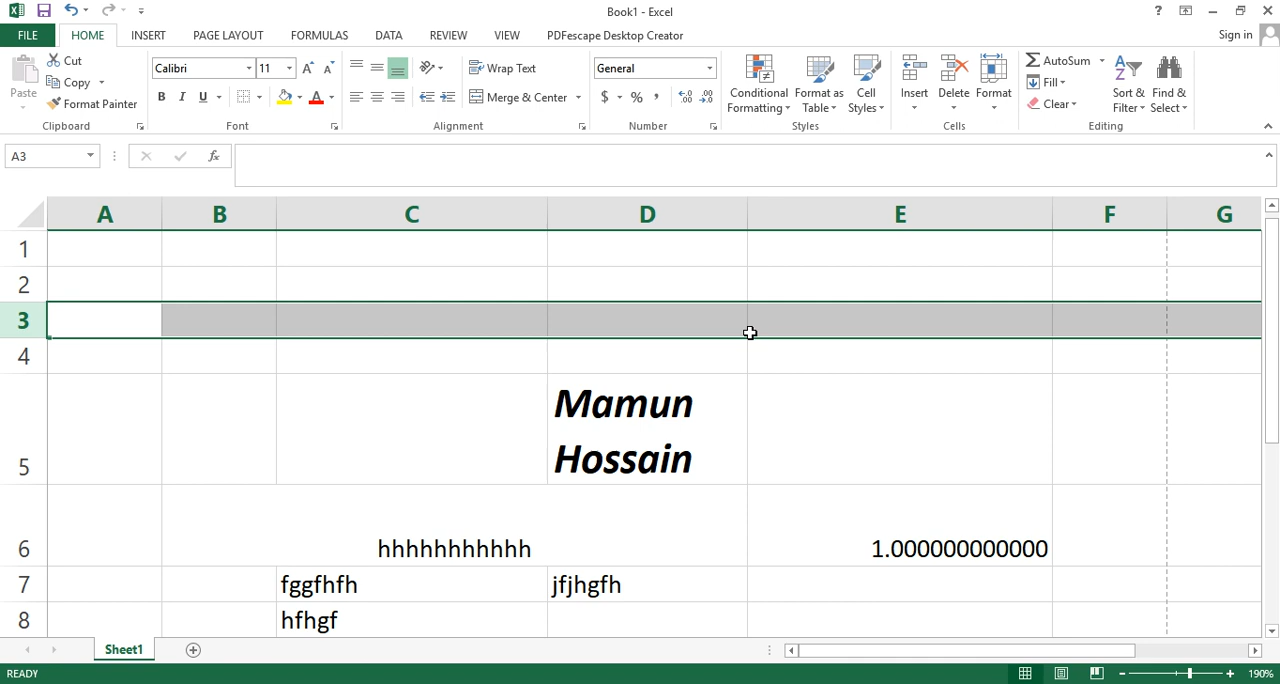 Book1 - Excel
?
Sign in
FILE
HOME
INSERT
PAGE LAYOUT
FORMULAS
DATA
REVIEW
VIEW
PDFescape Desktop Creator
Paste
Cut
Copy
Format Painter
Clipboard
Calibri
11
B I U
A
Font
Wrap Text
Merge & Center
Alignment
General
$ % ,
Number
Conditional Formatting
Format as Table
Cell Styles
Styles
Insert
Delete
Format
Cells
AutoSum
Fill
Clear
Sort & Filter
Find & Select
Editing
A3
fx
A B C D E F G
1
2
3
4
Mamun
Hossain
5
6 hhhhhhhhhhh 1.000000000000
7 fggfhfh jfjhgfh
8 hfhgf
Sheet1
READY
190%